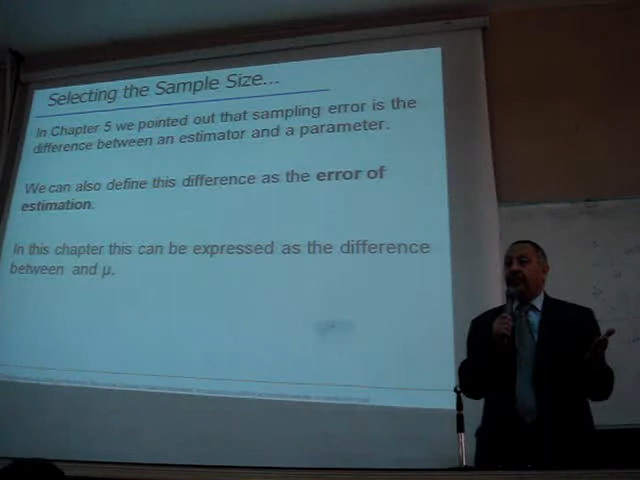 Selecting the Sample Size...
In Chapter 5 we pointed out that sampling error is the
difference between an estimator and a parameter.
We can also define this difference as the error of
estimation.
In this chapter this can be expressed as the difference
between and μ.